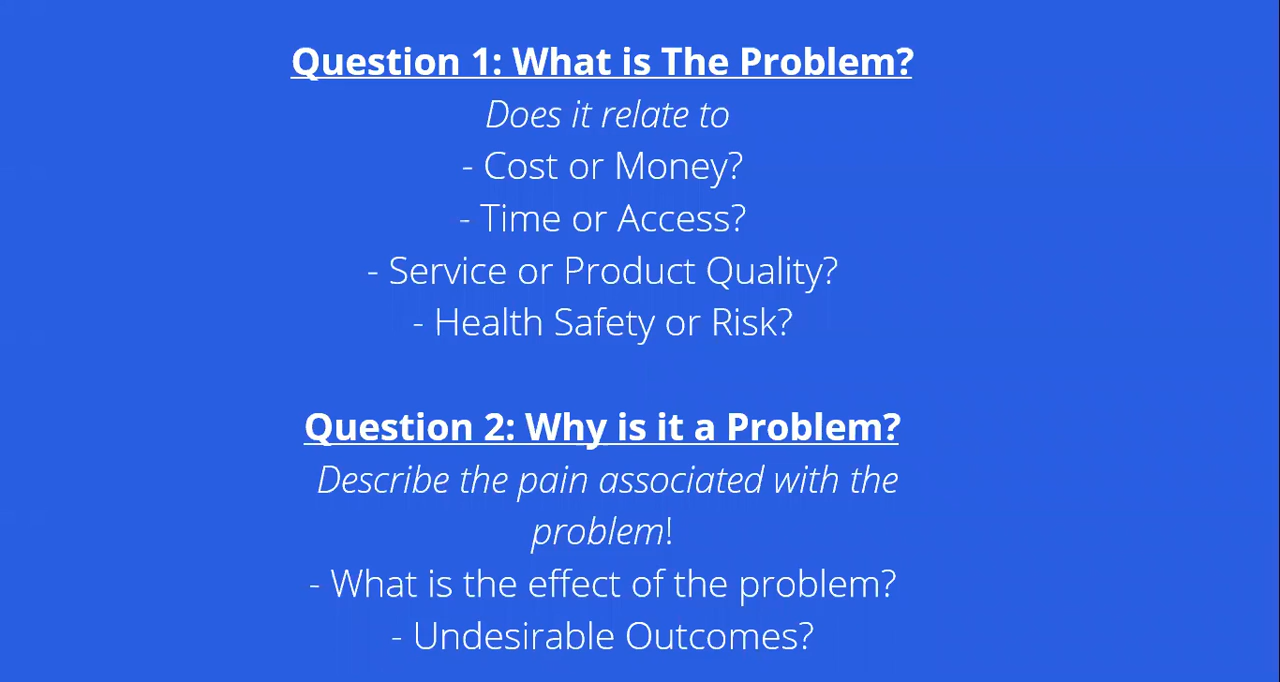 Question 1: What is The Problem?
Does it relate to
- Cost or Money?
- Time or Access?
- Service or Product Quality?
- Health Safety or Risk?
Question 2: Why is it a Problem?
Describe the pain associated with the
problem!
- What is the effect of the problem?
- Undesirable Outcomes?